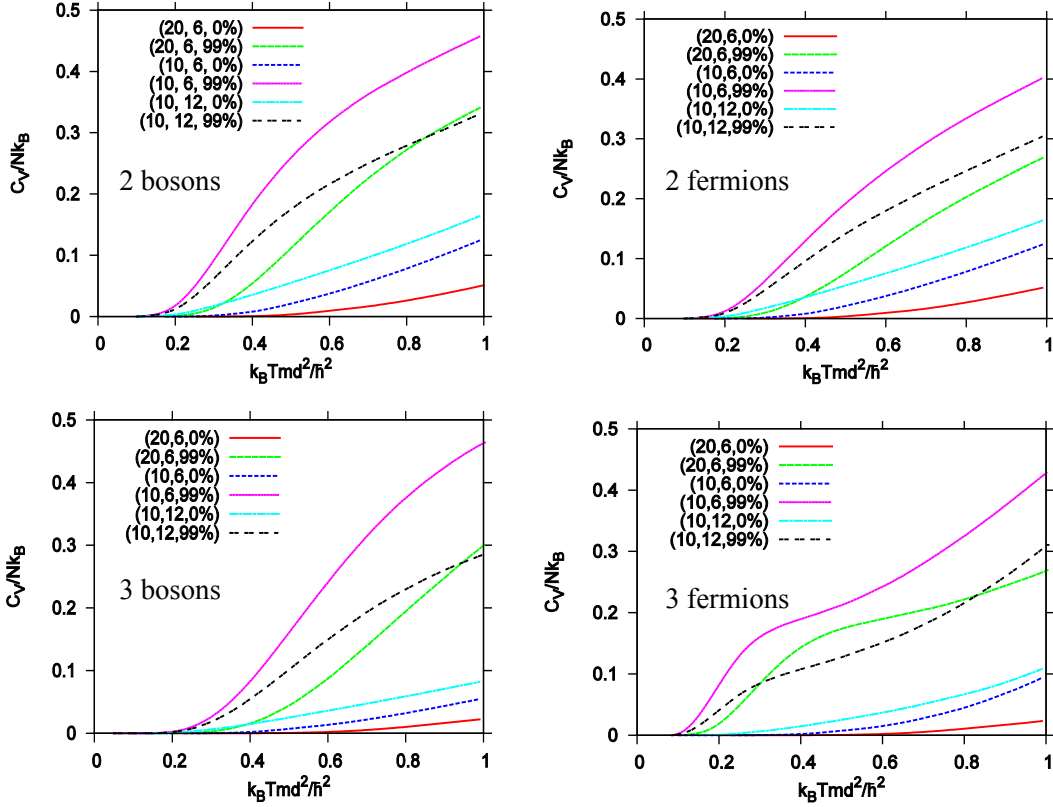 0.5
0.4
0.3
0.2
0.1
0
C_V/Nk_B
(20, 6, 0%)
(20, 6, 99%)
(10, 6, 0%)
(10, 6, 99%)
(10, 12, 0%)
(10, 12, 99%)
2 bosons
0 0.2 0.4 0.6 0.8 1
k_BTmd²/ħ²
0.5
0.4
0.3
0.2
0.1
0
C_V/Nk_B
(20,6,0%)
(20,6,99%)
(10,6,0%)
(10,6,99%)
(10,12,0%)
(10,12,99%)
2 fermions
0 0.2 0.4 0.6 0.8 1
k_BTmd²/ħ²
0.5
0.4
0.3
0.2
0.1
0
C_V/Nk_B
(20,6,0%)
(20,6,99%)
(10,6,0%)
(10,6,99%)
(10,12,0%)
(10,12,99%)
3 bosons
0 0.2 0.4 0.6 0.8 1
k_BTmd²/ħ²
0.5
0.4
0.3
0.2
0.1
0
C_V/Nk_B
(20,6,0%)
(20,6,99%)
(10,6,0%)
(10,6,99%)
(10,12,0%)
(10,12,99%)
3 fermions
0 0.2 0.4 0.6 0.8 1
k_BTmd²/ħ²